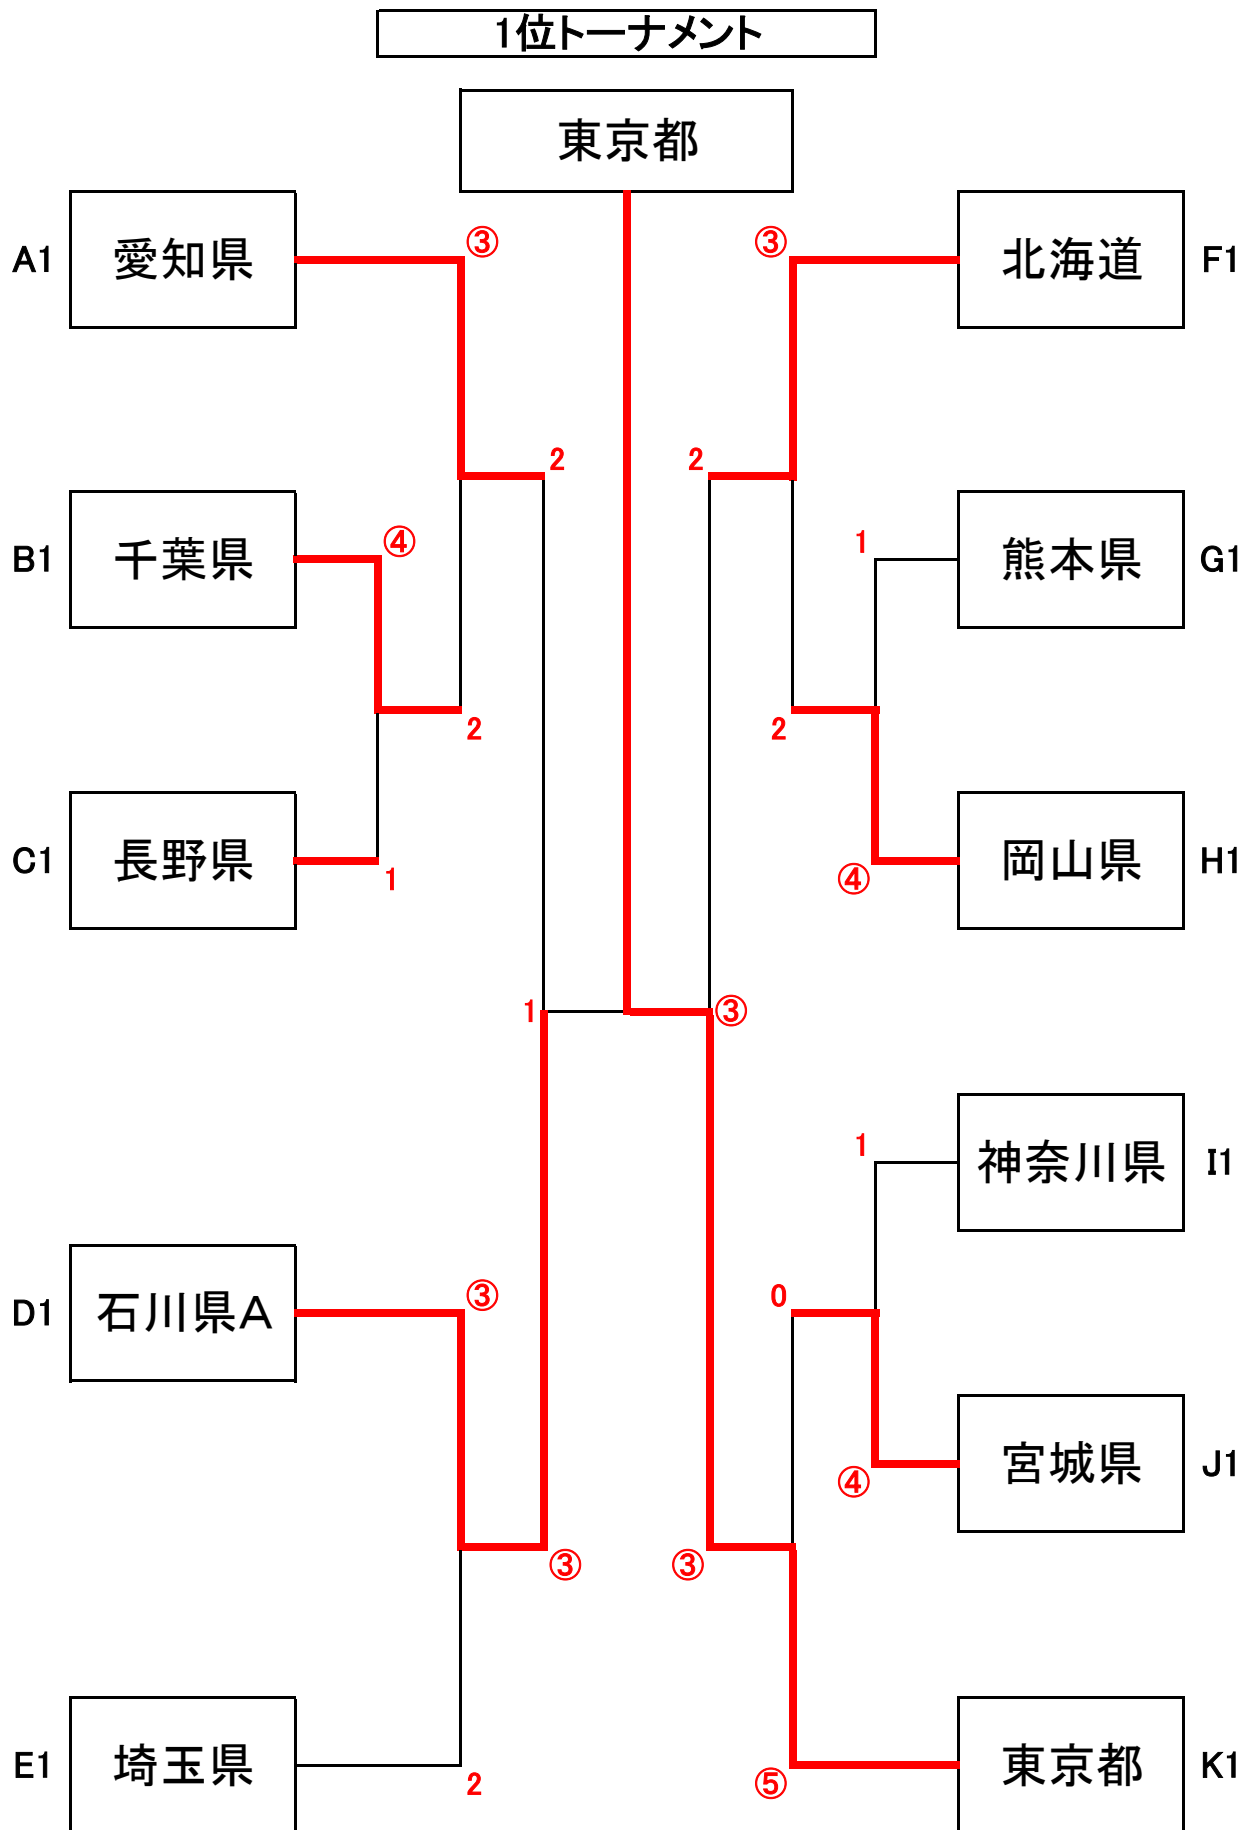 1位トーナメント
東京都
③ ③
A1 愛知県 北海道 F1
2 2
④ 1
B1 千葉県 熊本県 G1
2 2
C1 長野県 岡山県 H1
1 ④
1 ③
1
神奈川県 I1
③ 0
D1 石川県A
宮城県 J1
④
③ ③
E1 埼玉県 東京都 K1
2 ⑤